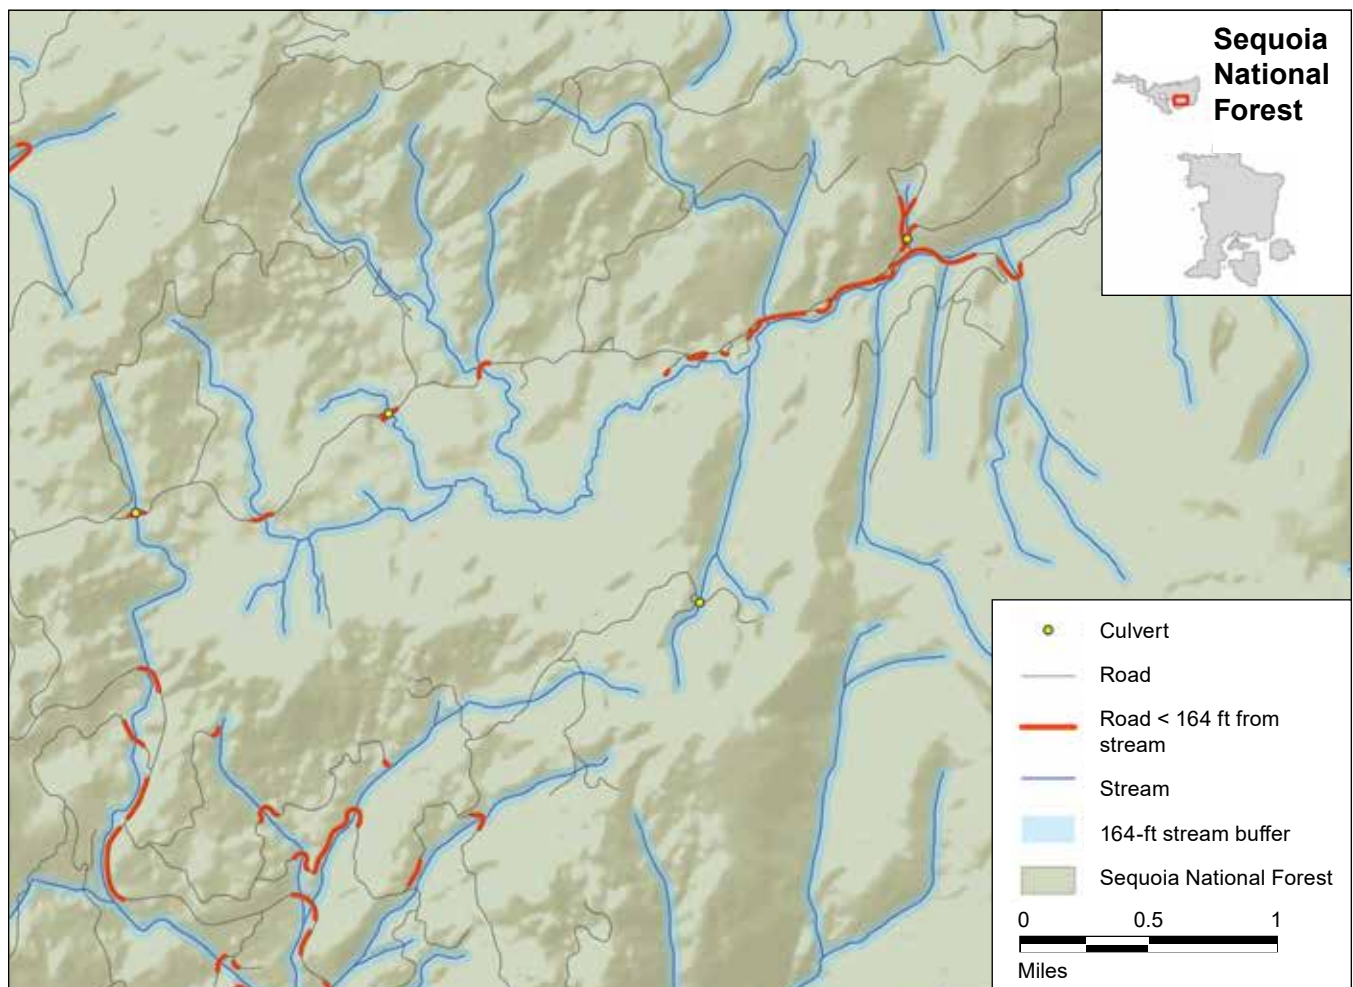 Sequoia
National
Forest
Culvert
Road
Road < 164 ft from
stream
Stream
164-ft stream buffer
Sequoia National Forest
0 0.5 1
Miles